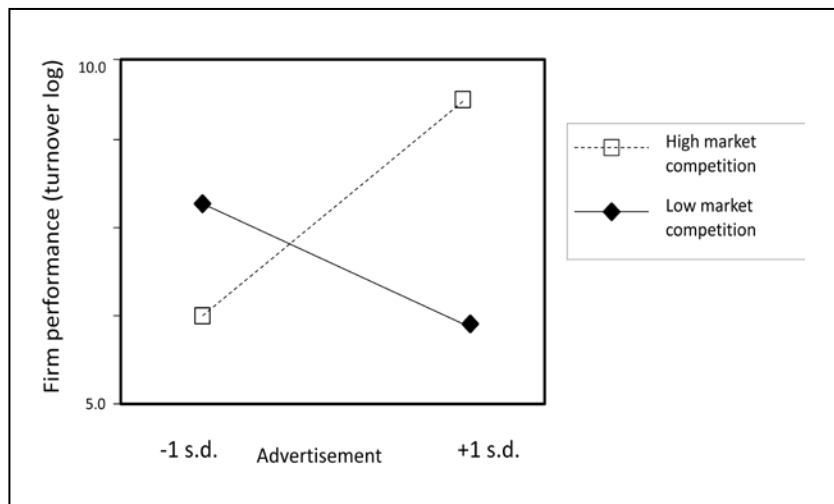 Firm performance (turnover log)
10.0
5.0
-1 s.d.
Advertisement
+1 s.d.
High market
competition
Low market
competition